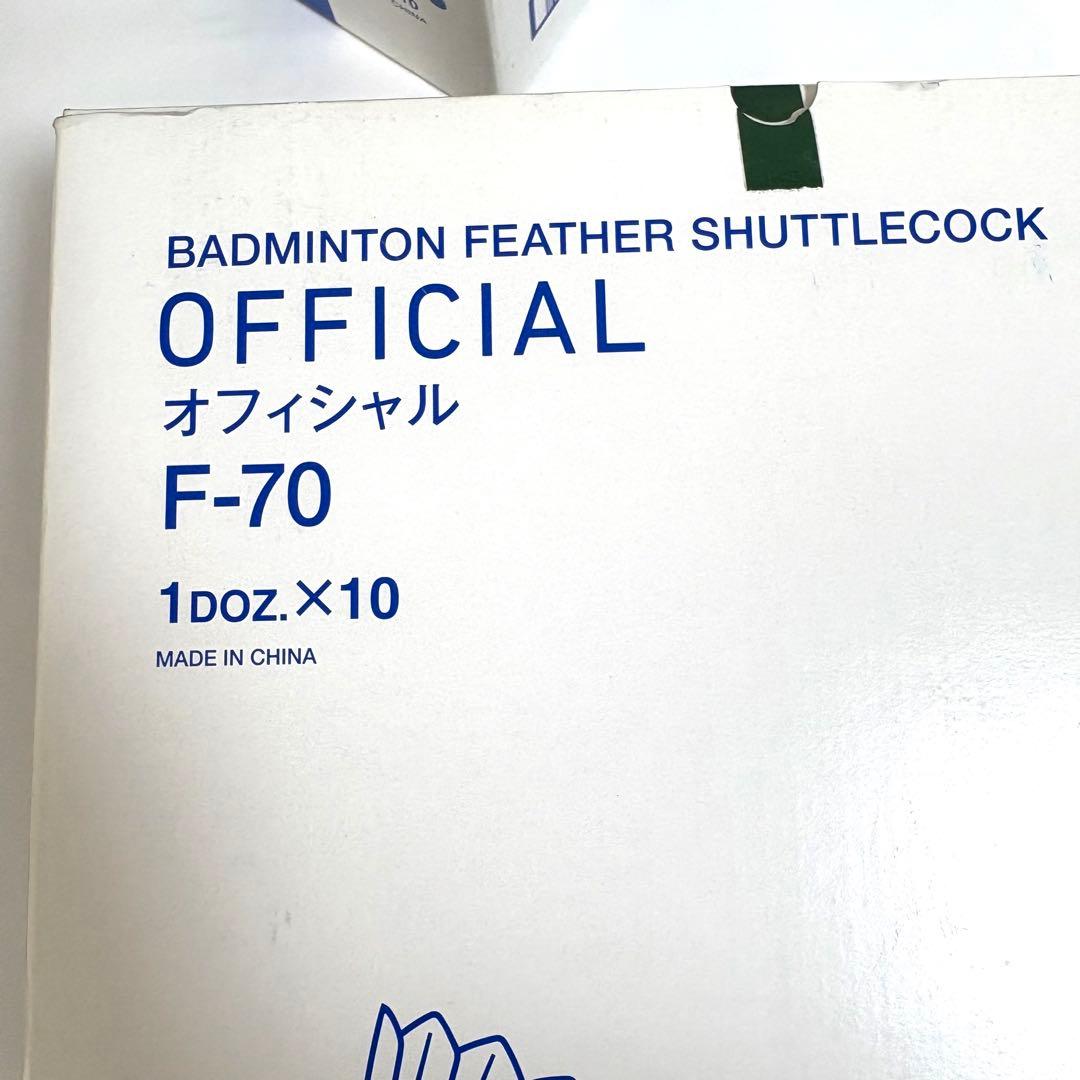 BADMINTON FEATHER SHUTTLECOCK
OFFICIAL
オフィシャル
F-70
1DOZ.×10
MADE IN CHINA